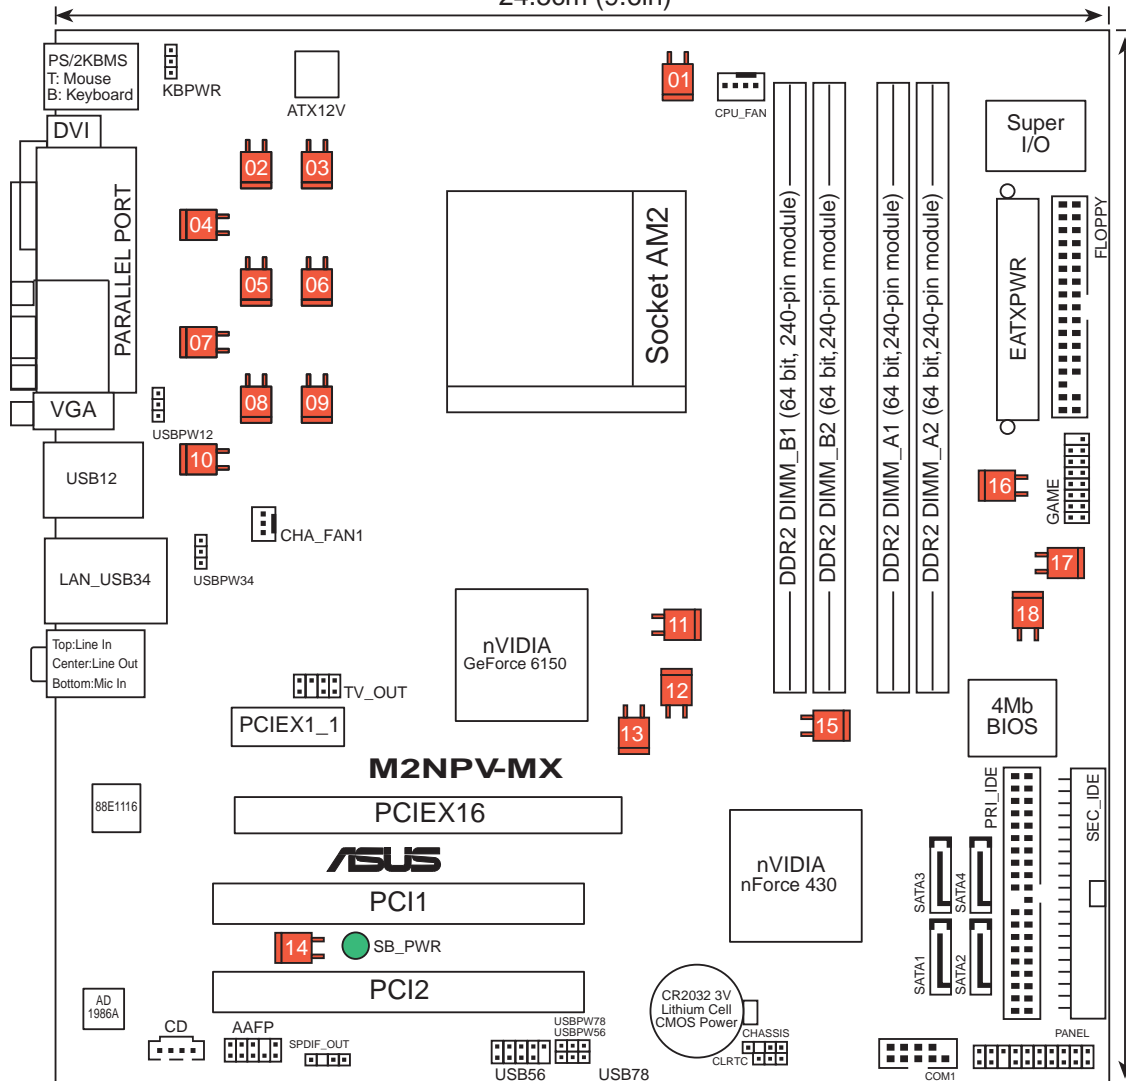 PS/2KBMS
T: Mouse
B: Keyboard
KBPWR
ATX12V
01
CPU_FAN
Super
I/O
DVI
02
03
04
PARALLEL PORT
05
06
07
08
09
10
Socket AM2
DDR2 DIMM_B1 (64 bit, 240-pin module)
DDR2 DIMM_B2 (64 bit,240-pin module)
DDR2 DIMM_A1 (64 bit,240-pin module)
DDR2 DIMM_A2 (64 bit,240-pin module)
EATXPWR
FLOPPY
VGA
USBPW12
USB12
CHA_FAN1
16
GAME
LAN_USB34
USBPW34
17
18
Top:Line In
Center:Line Out
Bottom:Mic In
nVIDIA
GeForce 6150
11
12
13
15
TV_OUT
PCIEX1_1
4Mb
BIOS
M2NPV-MX
88E1116
PCIEX16
ASUS
nVIDIA
nForce 430
PRI_IDE
SEC_IDE
SATA3
SATA4
SATA1
SATA2
PCI1
14
SB_PWR
PCI2
AD
1986A
CR2032 3V
Lithium Cell
CMOS Power
CD
AAFP
SPDIF_OUT
USBPW78
USBPW56
USB56
USB78
CHASSIS
CLRTC
COM1
PANEL